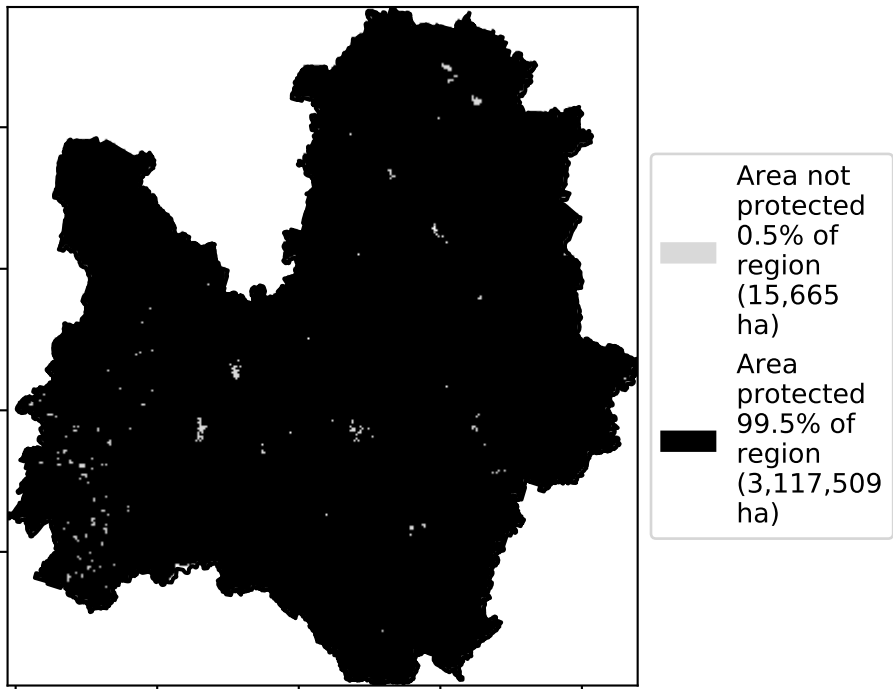 Area not
protected
0.5% of
region
(15,665
ha)
Area
protected
99.5% of
region
(3,117,509
ha)